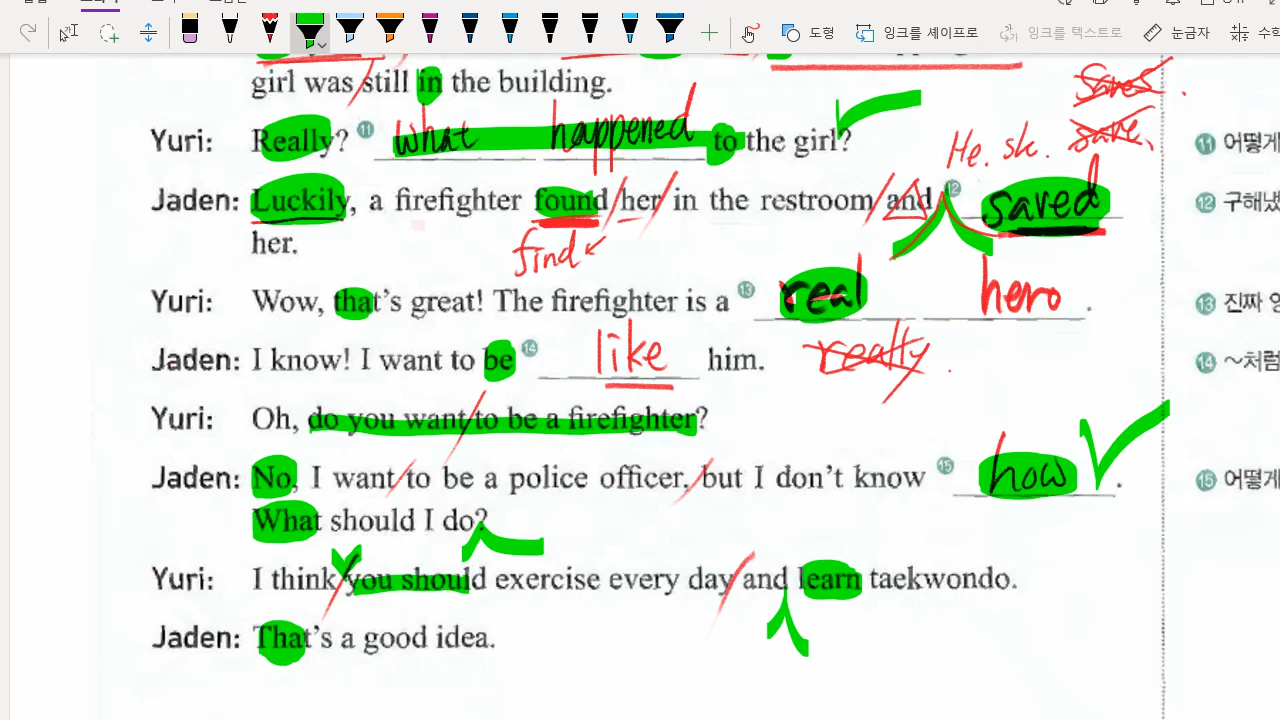 도형 잉크를 셰이프로 잉크를 텍스트로 눈금자
girl was still in the building.
Yuri: Really? ⑪ what happened to the girl?
save,
He. sh.
Jaden: Luckily, a firefighter found her in the restroom and ⑫ saved
her.
find
Yuri: Wow, that's great! The firefighter is a ⑬ real hero.
Jaden: I know! I want to be ⑭ like him. really
Yuri: Oh, do you want to be a firefighter?
Jaden: No, I want to be a police officer, but I don't know ⑮ how.
What should I do?
Yuri: I think you should exercise every day and learn taekwondo.
Jaden: That's a good idea.
⑪ 어떻게
⑫ 구해냈
⑬ 진짜
⑭ ~처럼
⑮ 어떻게